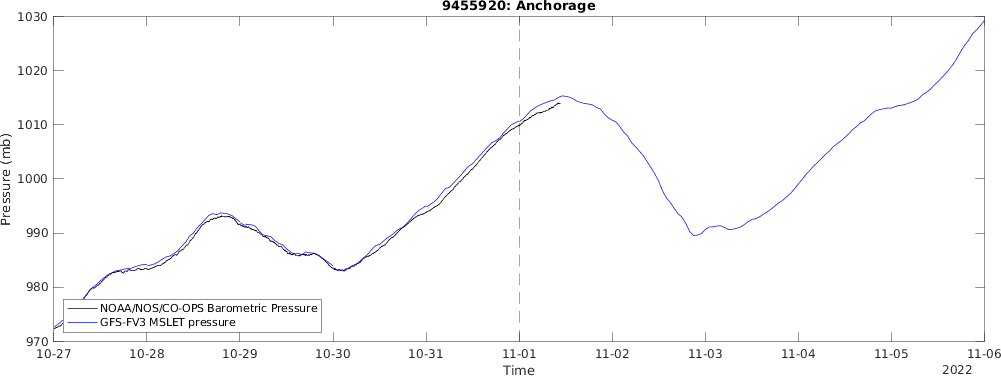 9455920: Anchorage
1030
1020
1010
1000
990
980
970
Pressure (mb)
NOAA/NOS/CO-OPS Barometric Pressure
GFS-FV3 MSLET pressure
10-27 10-28 10-29 10-30 10-31 11-01 11-02 11-03 11-04 11-05 11-06
Time
2022